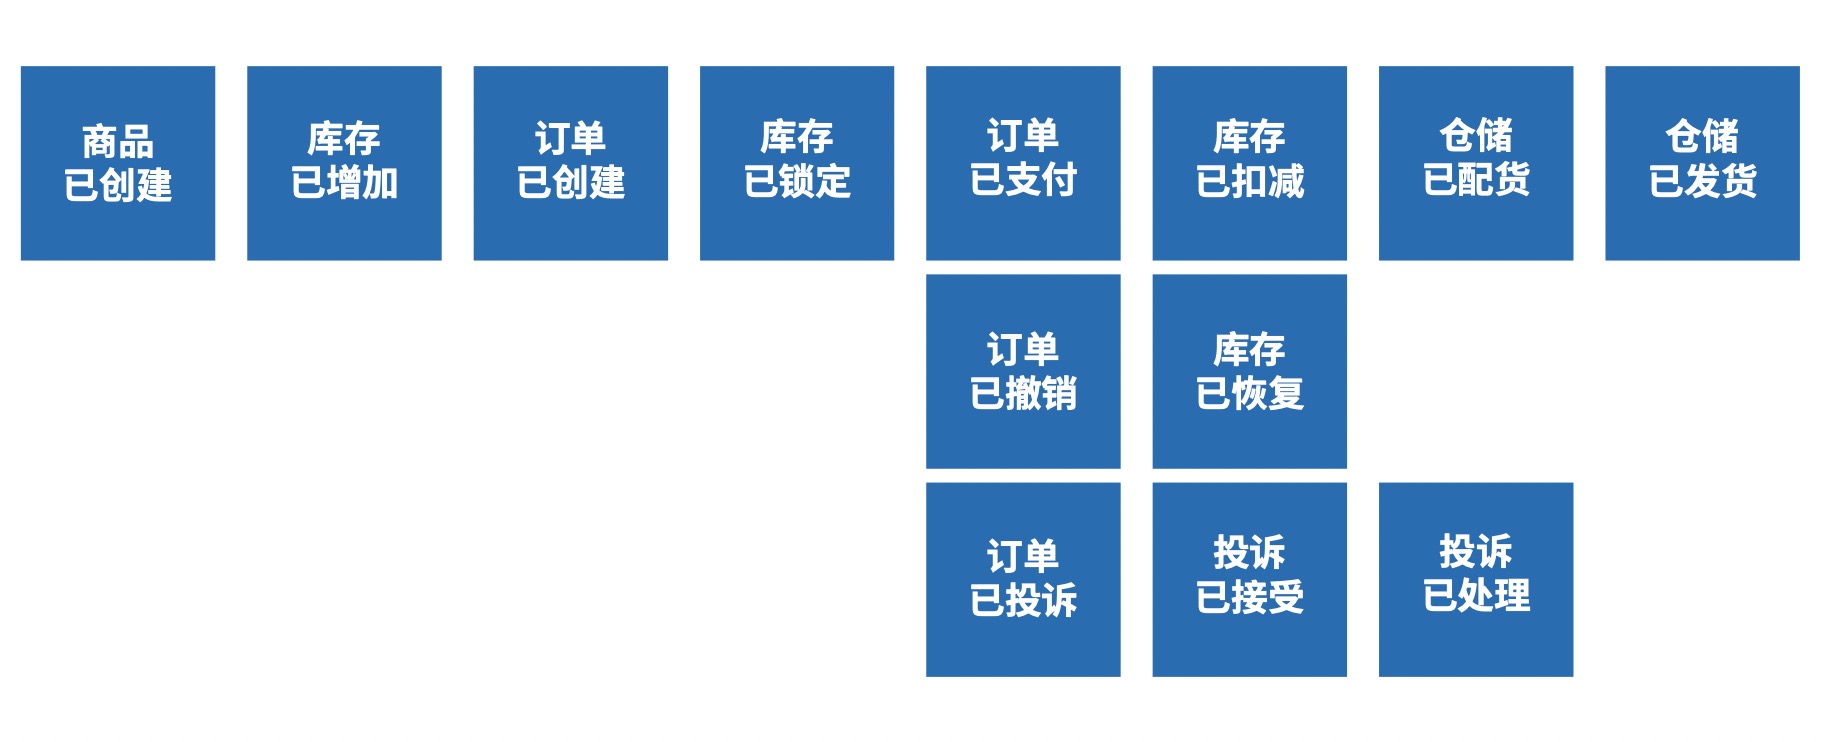 商品
已创建
库存
已增加
订单
已创建
库存
已锁定
订单
已支付
库存
已扣减
仓储
已配货
仓储
已发货
订单
已撤销
库存
已恢复
订单
已投诉
投诉
已接受
投诉
已处理